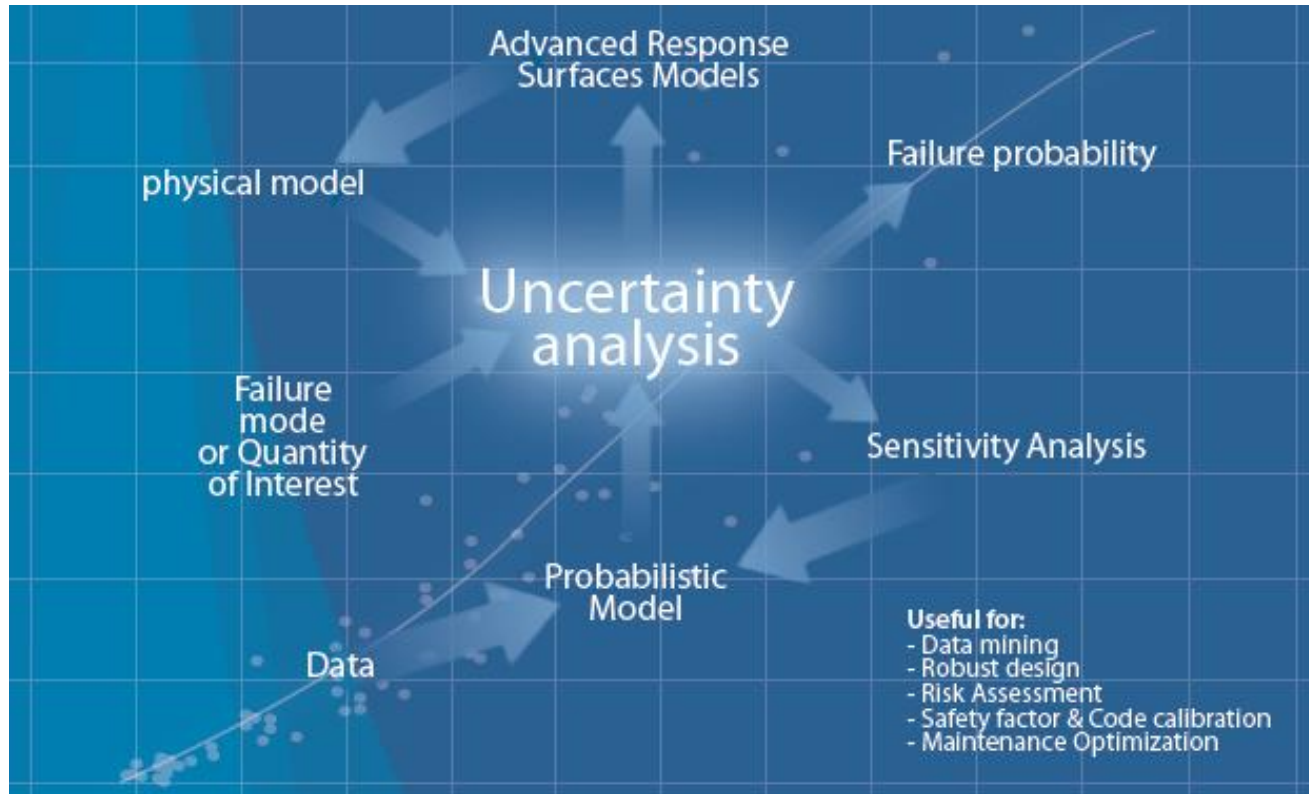 Advanced Response
Surfaces Models
Failure probability
physical model
Uncertainty
analysis
Failure
mode
or Quantity
of Interest
Sensitivity Analysis
Probabilistic
Model
Data
Useful for:
- Data mining
- Robust design
- Risk Assessment
- Safety factor & Code calibration
- Maintenance Optimization